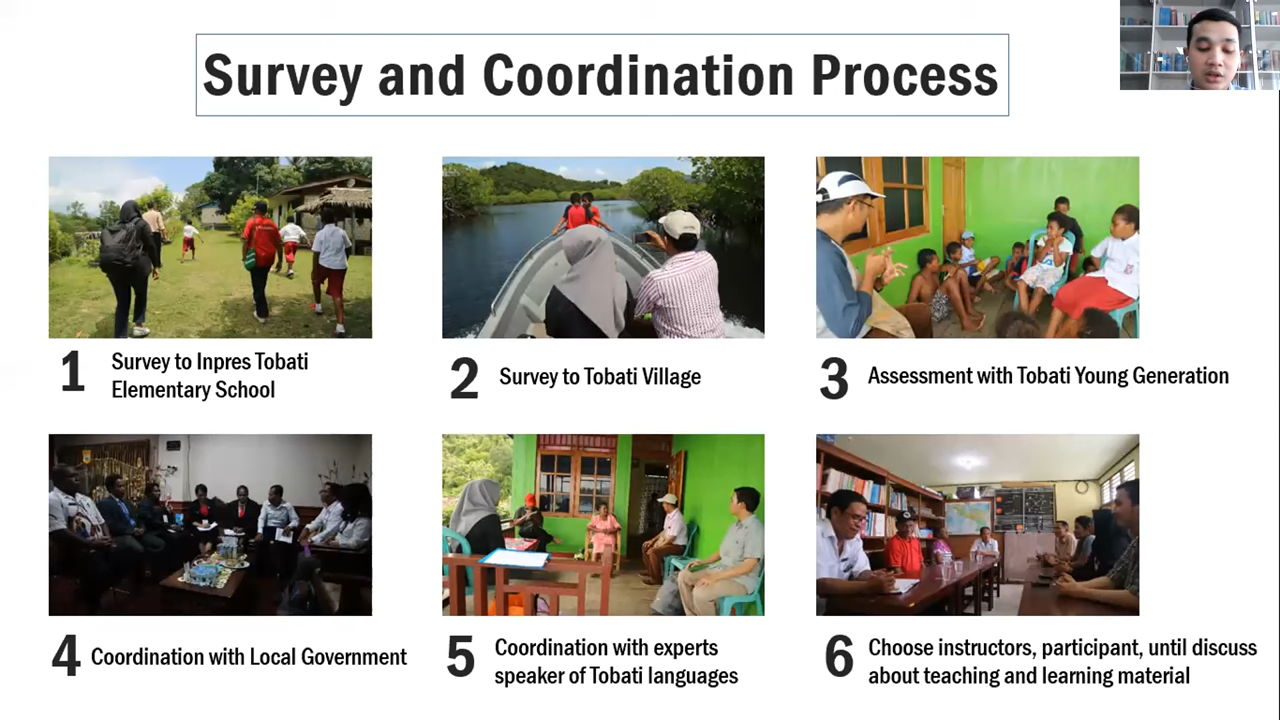 Survey and Coordination Process
1
Survey to Inpres Tobati
Elementary School
2
Survey to Tobati Village
3
Assessment with Tobati Young Generation
4
Coordination with Local Government
5
Coordination with experts
speaker of Tobati languages
6
Choose instructors, participant, until discuss
about teaching and learning material